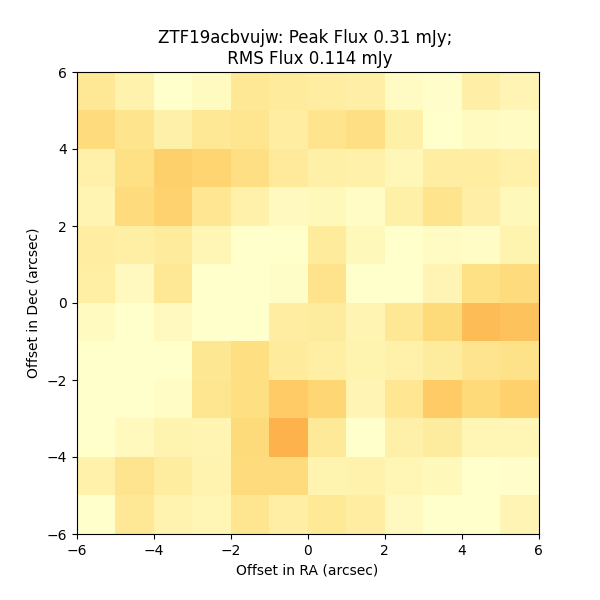 ZTF19acbvujw: Peak Flux 0.31 mJy;
RMS Flux 0.114 mJy
6
4
2
0
−2
−4
−6
Offset in Dec (arcsec)
−6 −4 −2 0 2 4 6
Offset in RA (arcsec)